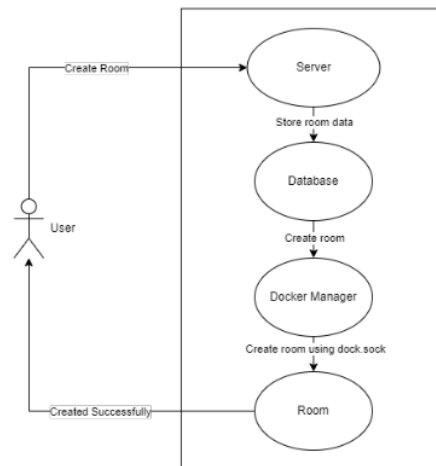 Server
Create Room
Store room data
Database
User
Create room
Docker Manager
Create room using dock.sock
Room
Created Successfully